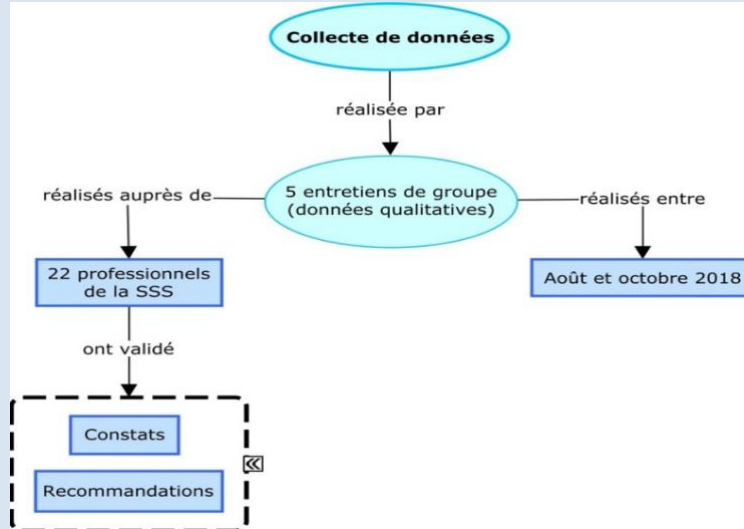 Collecte de données
réalisée par
5 entretiens de groupe
(données qualitatives)
réalisés auprès de
réalisés entre
22 professionnels
de la SSS
Août et octobre 2018
ont validé
Constats
Recommandations